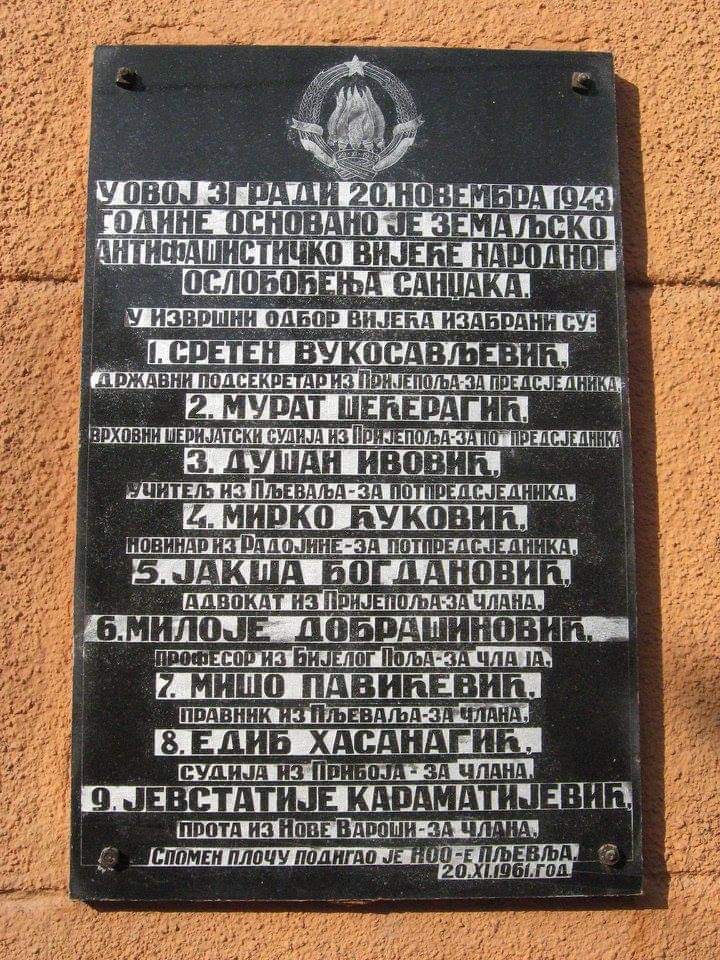 У ОВОЈ ЗГРАДИ 20. НОВЕМБРА 1943
ГОДИНЕ ОСНОВАНО ЈЕ ЗЕМАЉСКО
АНТИФАШИСТИЧКО ВИЈЕЋЕ НАРОДНОГ
ОСЛОБОЂЕЊА САНЏАКА.
У ИЗВРШНИ ОДБОР ВИЈЕЋА ИЗАБРАНИ СУ:
1. СРЕТЕН ВУКОСАВЉЕВИЋ,
ДРЖАВНИ ПОДСЕКРЕТАР ИЗ ПРИЈЕПОЉА-ЗА ПРЕДСЈЕДНИКА,
2. МУРАТ ШЕЋЕРАГИЋ,
ВРХОВНИ ШЕРИЈАТСКИ СУДИЈА ИЗ ПРИЈЕПОЉА-ЗА ПО ПРЕДСЈЕДНИКА
3. ДУШАН ИВОВИЋ,
УЧИТЕЉ ИЗ ПЉЕВАЉА-ЗА ПОТПРЕДСЈЕДНИКА,
4. МИРКО ЋУКОВИЋ,
НОВИНАР ИЗ РАДОЈИНЕ-ЗА ПОТПРЕДСЈЕДНИКА,
5. ЈАКША БОГДАНОВИЋ,
АДВОКАТ ИЗ ПРИЈЕПОЉА-ЗА ЧЛАНА,
6. МИЛОЈЕ ДОБРАШИНОВИЋ,
ПРОФЕСОР ИЗ БИЈЕЛОГ ПОЉА-ЗА ЧЛАНА,
7. МИШО ПАВИЋЕВИЋ,
ПРАВНИК ИЗ ПЉЕВАЉА-ЗА ЧЛАНА,
8. ЕДИБ ХАСАНАГИЋ,
СУДИЈА ИЗ ПРИБОЈА-ЗА ЧЛАНА,
9. ЈЕВСТАТИЈЕ КАРАМАТИЈЕВИЋ,
ПРОТА ИЗ НОВЕ ВАРОШИ-ЗА ЧЛАНА,
СПОМЕН ПЛОЧУ ПОДИГАО ЈЕ НОО-Е ПЉЕВЉА.
20.XI.1961.ГОД